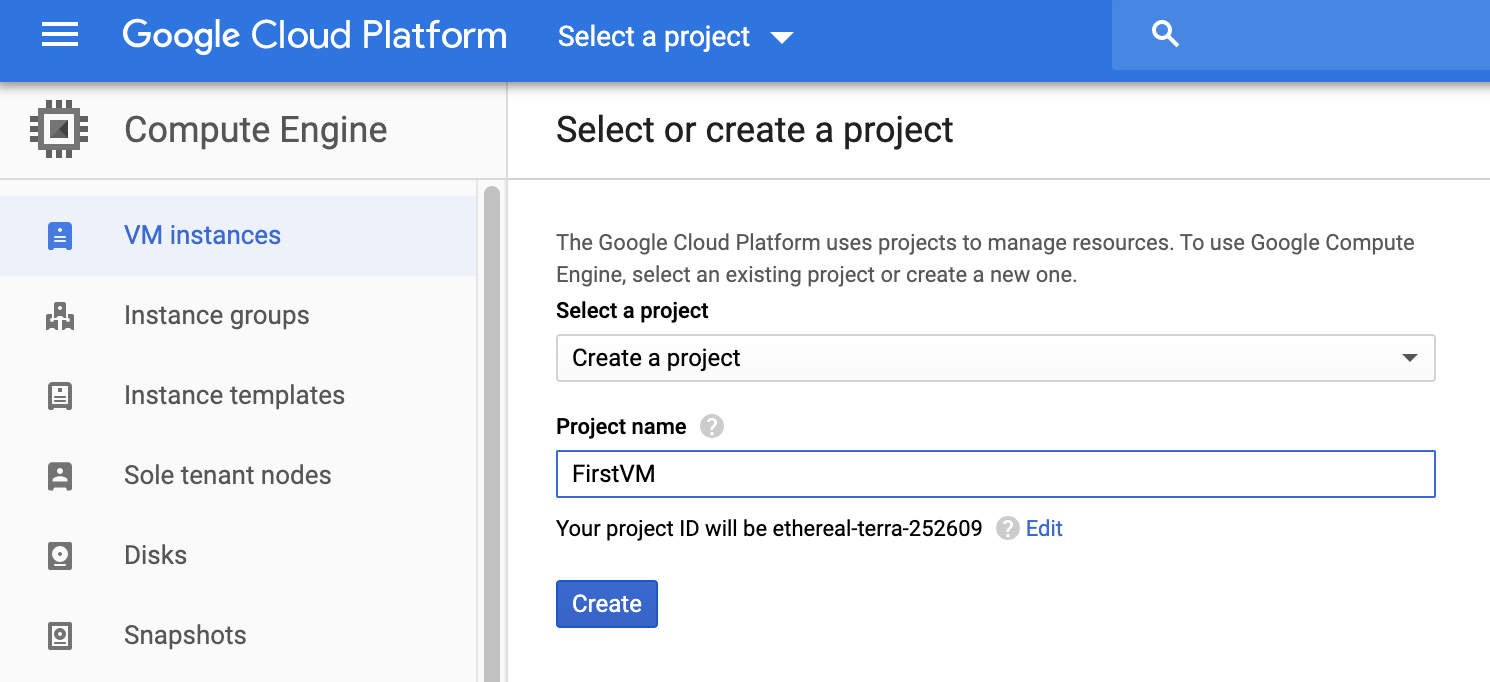 Google Cloud Platform
Select a project
Compute Engine
VM instances
Instance groups
Instance templates
Sole tenant nodes
Disks
Snapshots
Select or create a project
The Google Cloud Platform uses projects to manage resources. To use Google Compute
Engine, select an existing project or create a new one.
Select a project
Create a project
Project name ?
FirstVM
Your project ID will be ethereal-terra-252609 ? Edit
Create